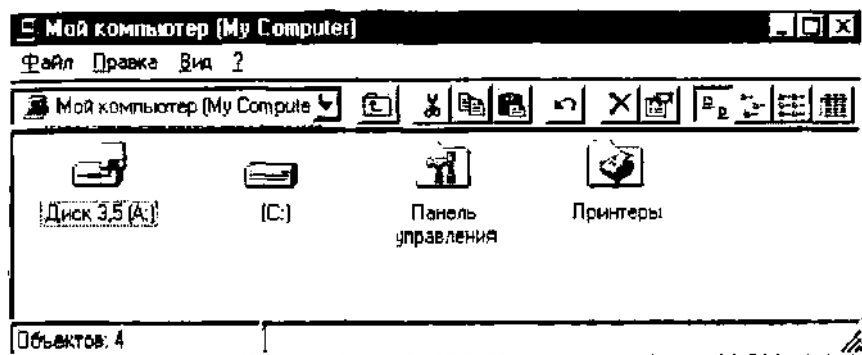 Мой компьютер (My Computer)
Файл Правка Вид ?
Мой компьютер (My Compute
Диск 3,5 (A:)
(C:)
Панель
управления
Принтеры
Объектов: 4